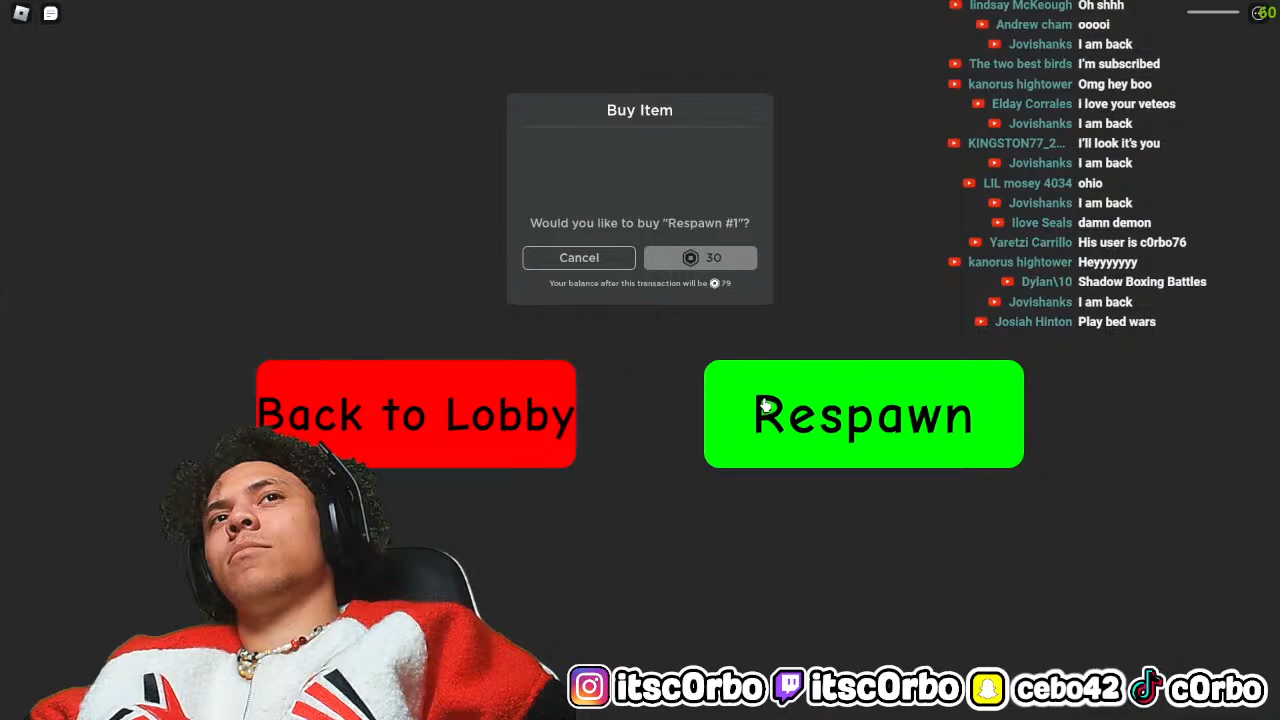 lindsay McKeough Oh shhh
Andrew cham ooooi
Jovishanks I am back
The two best birds I'm subscribed
kanorus hightower Omg hey boo
Elday Corrales i love your veteos
Jovishanks I am back
KINGSTON77_2... I'll look it's you
Jovishanks I am back
LIL mosey 4034 ohio
Jovishanks I am back
Ilove Seals damn demon
Yaretzi Carrillo His user is c0rbo76
kanorus hightower Heyyyyyy
Dylan\10 Shadow Boxing Battles
Jovishanks I am back
Josiah Hinton Play bed wars
60
Buy Item
Would you like to buy "Respawn #1"?
Cancel
30
Your balance after this transaction will be 79
Back to Lobby
Respawn
itsc0rbo
itsc0rbo
cebo42
c0rbo